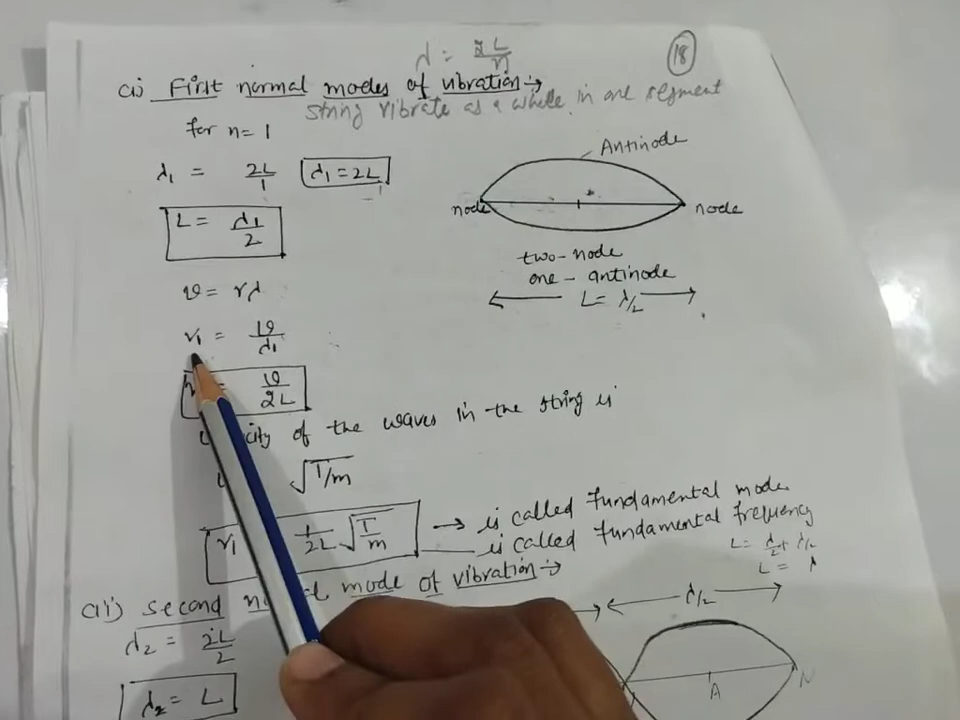 λ = 2L/n
18
(i) First normal modes of vibration :→
string vibrate as a whole in one segment
for n = 1
λ₁ = 2L/1 λ₁ = 2L
L = λ₁/2
Antinode
node
node
two-node
one-antinode
L = λ/2
v = νλ
ν₁ = v/λ₁
= v/2L
of the waves in the string is
√T/m
ν₁ 1/2L √T/m → is called fundamental mode
is called fundamental frequency
L = λ/2 + λ/2
L = λ
(ii) second mode of vibration :→
λ₂ = 2L/2
λ₂ = L
λ/2
A
N